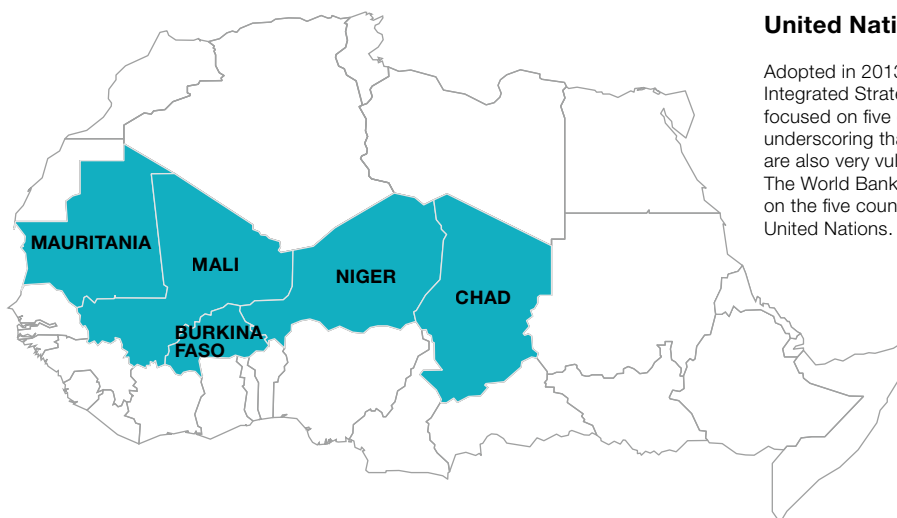 United Nati
Adopted in 2013
Integrated Strate
focused on five
underscoring tha
are also very vul
The World Bank
on the five coun
United Nations.
MAURITANIA
MALI
NIGER
CHAD
BURKINA
FASO